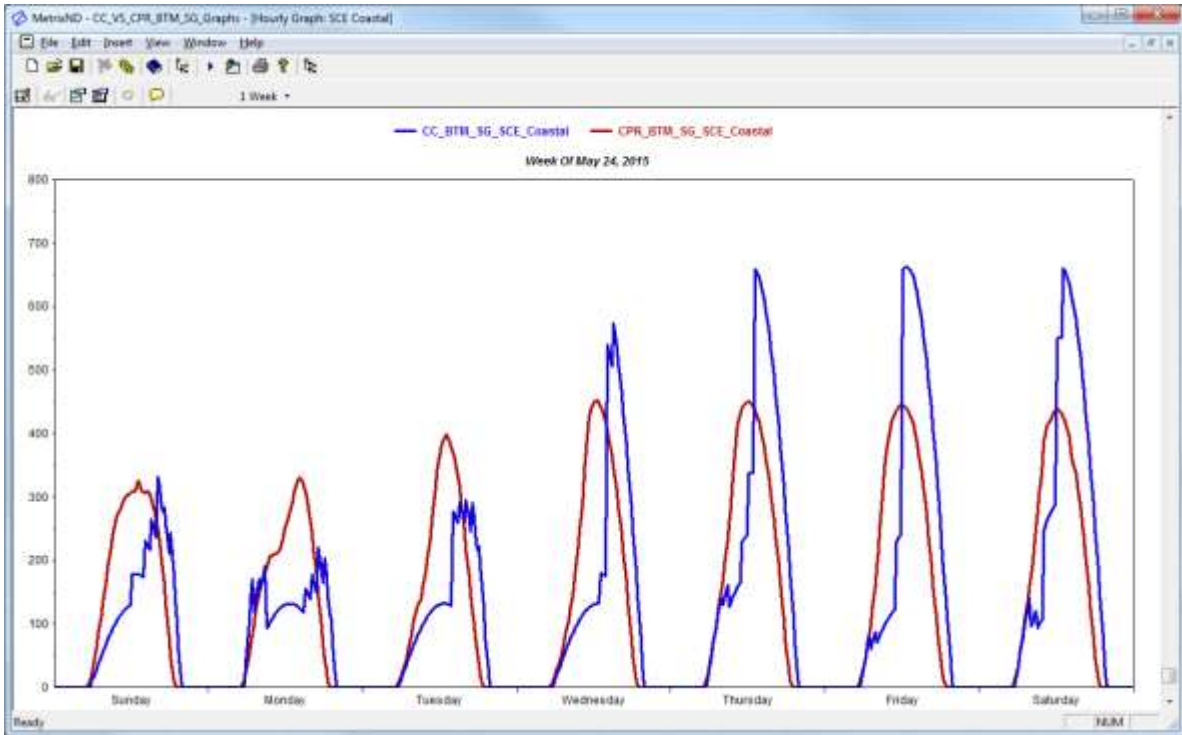 MetrixND - CC_VS_CPR_BTM_SG_Graphs - [Hourly Graph: SCE Coastal]
File Edit Insert View Window Help
1 Week
CC_BTM_SG_SCE_Coastal CPR_BTM_SG_SCE_Coastal
Week Of May 24, 2015
800
700
600
500
400
300
200
100
0
Sunday Monday Tuesday Wednesday Thursday Friday Saturday
Ready NUM